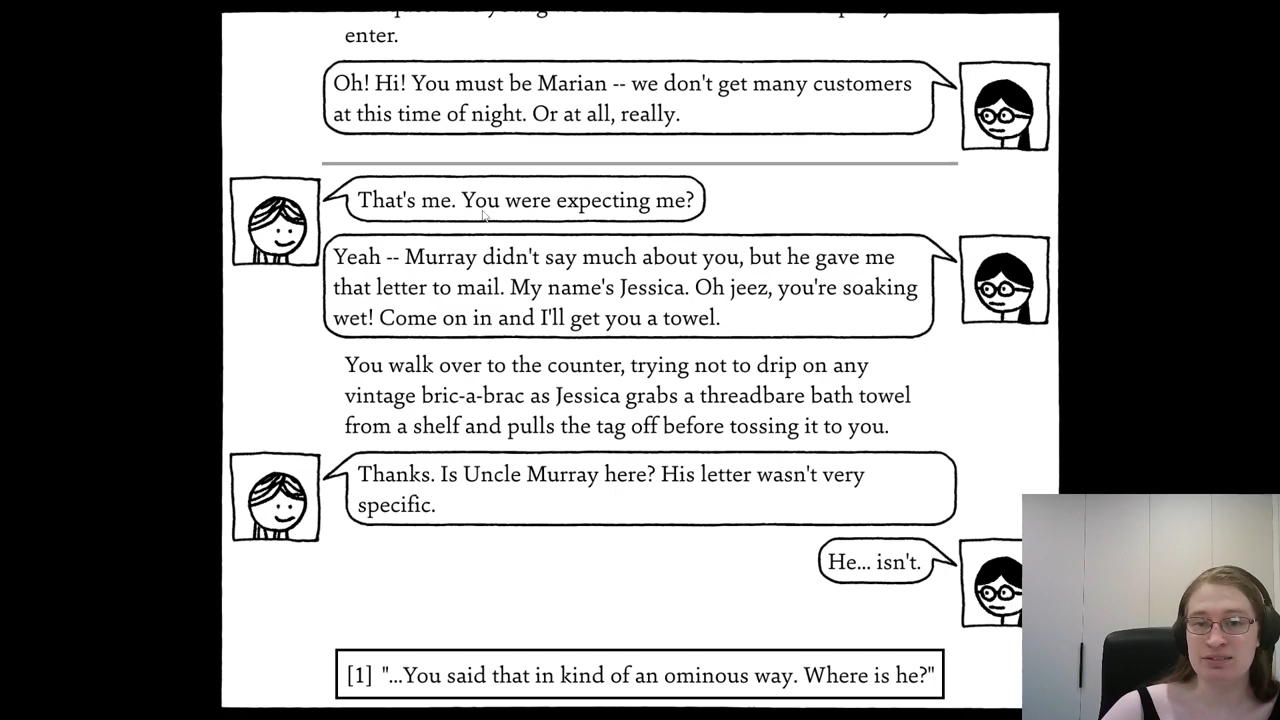 enter.
Oh! Hi! You must be Marian -- we don't get many customers
at this time of night. Or at all, really.
That's me. You were expecting me?
Yeah -- Murray didn't say much about you, but he gave me
that letter to mail. My name's Jessica. Oh jeez, you're soaking
wet! Come on in and I'll get you a towel.
You walk over to the counter, trying not to drip on any
vintage bric-a-brac as Jessica grabs a threadbare bath towel
from a shelf and pulls the tag off before tossing it to you.
Thanks. Is Uncle Murray here? His letter wasn't very
specific.
He... isn't.
[1] "...You said that in kind of an ominous way. Where is he?"